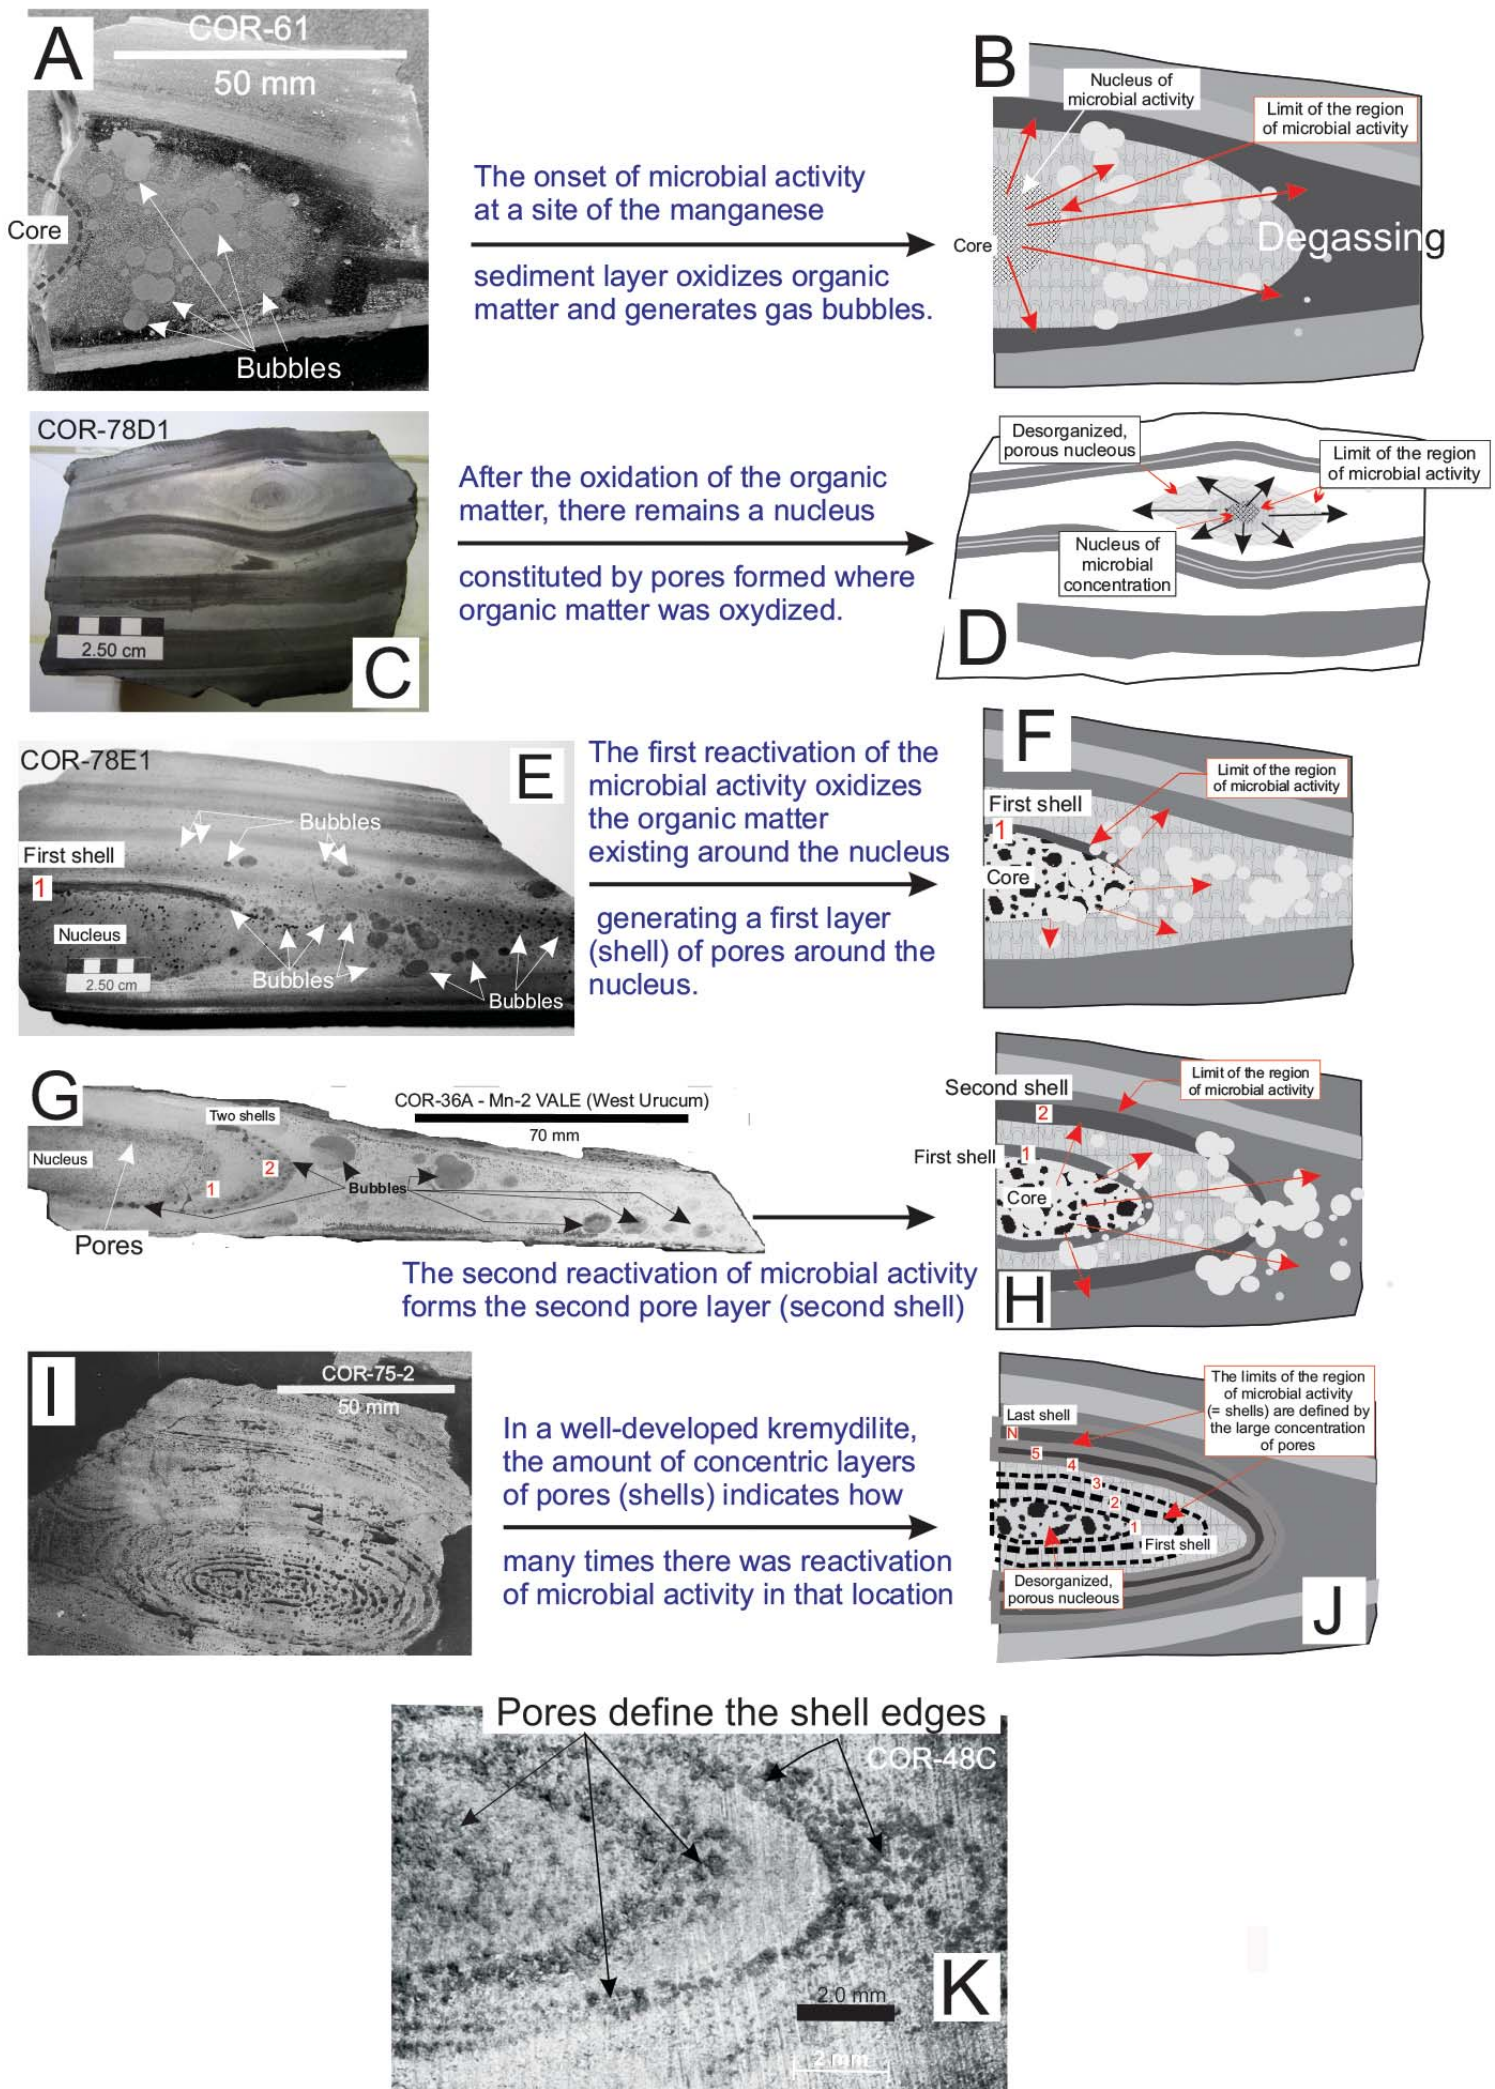 A
COR-61
50 mm
Core
Bubbles
The onset of microbial activity
at a site of the manganese
sediment layer oxidizes organic
matter and generates gas bubbles.
B
Nucleus of
microbial activity
Limit of the region
of microbial activity
Core
Degassing
COR-78D1
2.50 cm
C
After the oxidation of the organic
matter, there remains a nucleus
constituted by pores formed where
organic matter was oxydized.
Desorganized,
porous nucleous
Limit of the region
of microbial activity
Nucleus of
microbial
concentration
D
COR-78E1
E
Bubbles
First shell
1
Nucleus
2.50 cm
Bubbles
Bubbles
The first reactivation of the
microbial activity oxidizes
the organic matter
existing around the nucleus
generating a first layer
(shell) of pores around the
nucleus.
F
Limit of the region
of microbial activity
First shell
1
Core
G
COR-36A - Mn-2 VALE (West Urucum)
70 mm
Two shells
Nucleus
2
1
Bubbles
Pores
The second reactivation of microbial activity
forms the second pore layer (second shell)
Limit of the region
of microbial activity
Second shell
2
First shell
1
Core
H
I
COR-75-2
50 mm
In a well-developed kremydilite,
the amount of concentric layers
of pores (shells) indicates how
many times there was reactivation
of microbial activity in that location
The limits of the region
of microbial activity
(= shells) are defined by
the large concentration
of pores
Last shell
N
5
4
3
2
1
First shell
Desorganized,
porous nucleous
J
Pores define the shell edges
COR-48C
K
2.0 mm
2 mm